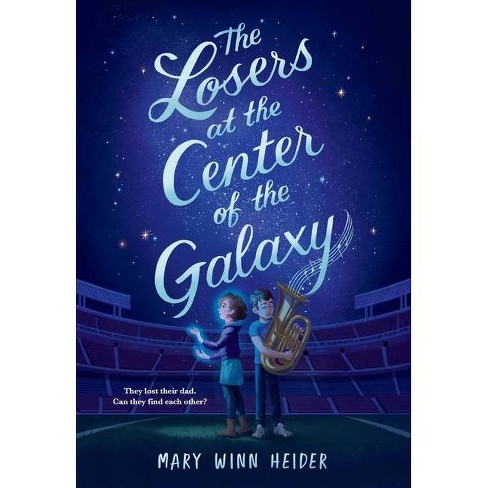 The
Losers
at the
Center
of the
Galaxy
They lost their dad.
Can they find each other?
MARY WINN HEIDER